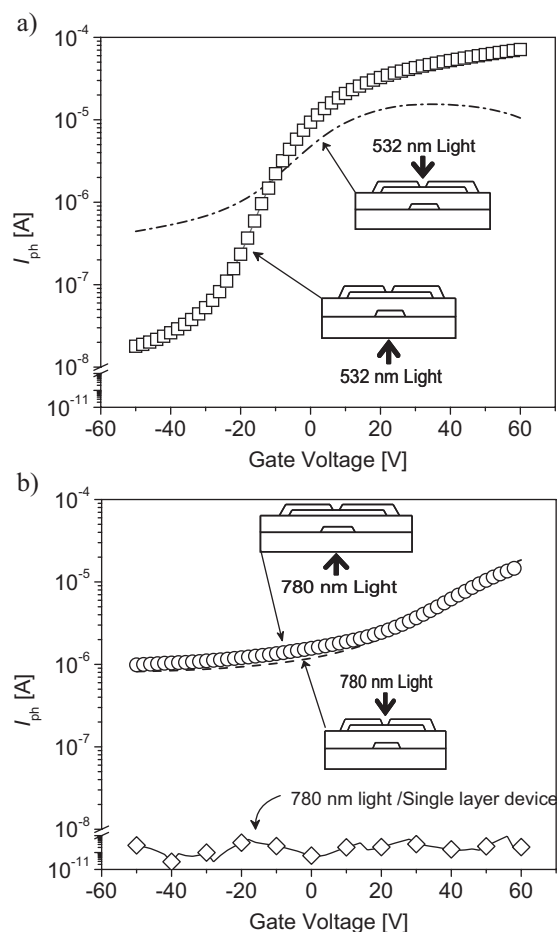 a)
10⁻⁴
10⁻⁵
10⁻⁶
10⁻⁷
10⁻⁸
10⁻¹¹
I_ph [A]
532 nm Light
532 nm Light
-60 -40 -20 0 20 40 60
Gate Voltage [V]
b)
10⁻⁴
10⁻⁵
10⁻⁶
10⁻⁷
10⁻⁸
10⁻¹¹
I_ph [A]
780 nm Light
780 nm Light
780 nm light /Single layer device
-60 -40 -20 0 20 40 60
Gate Voltage [V]